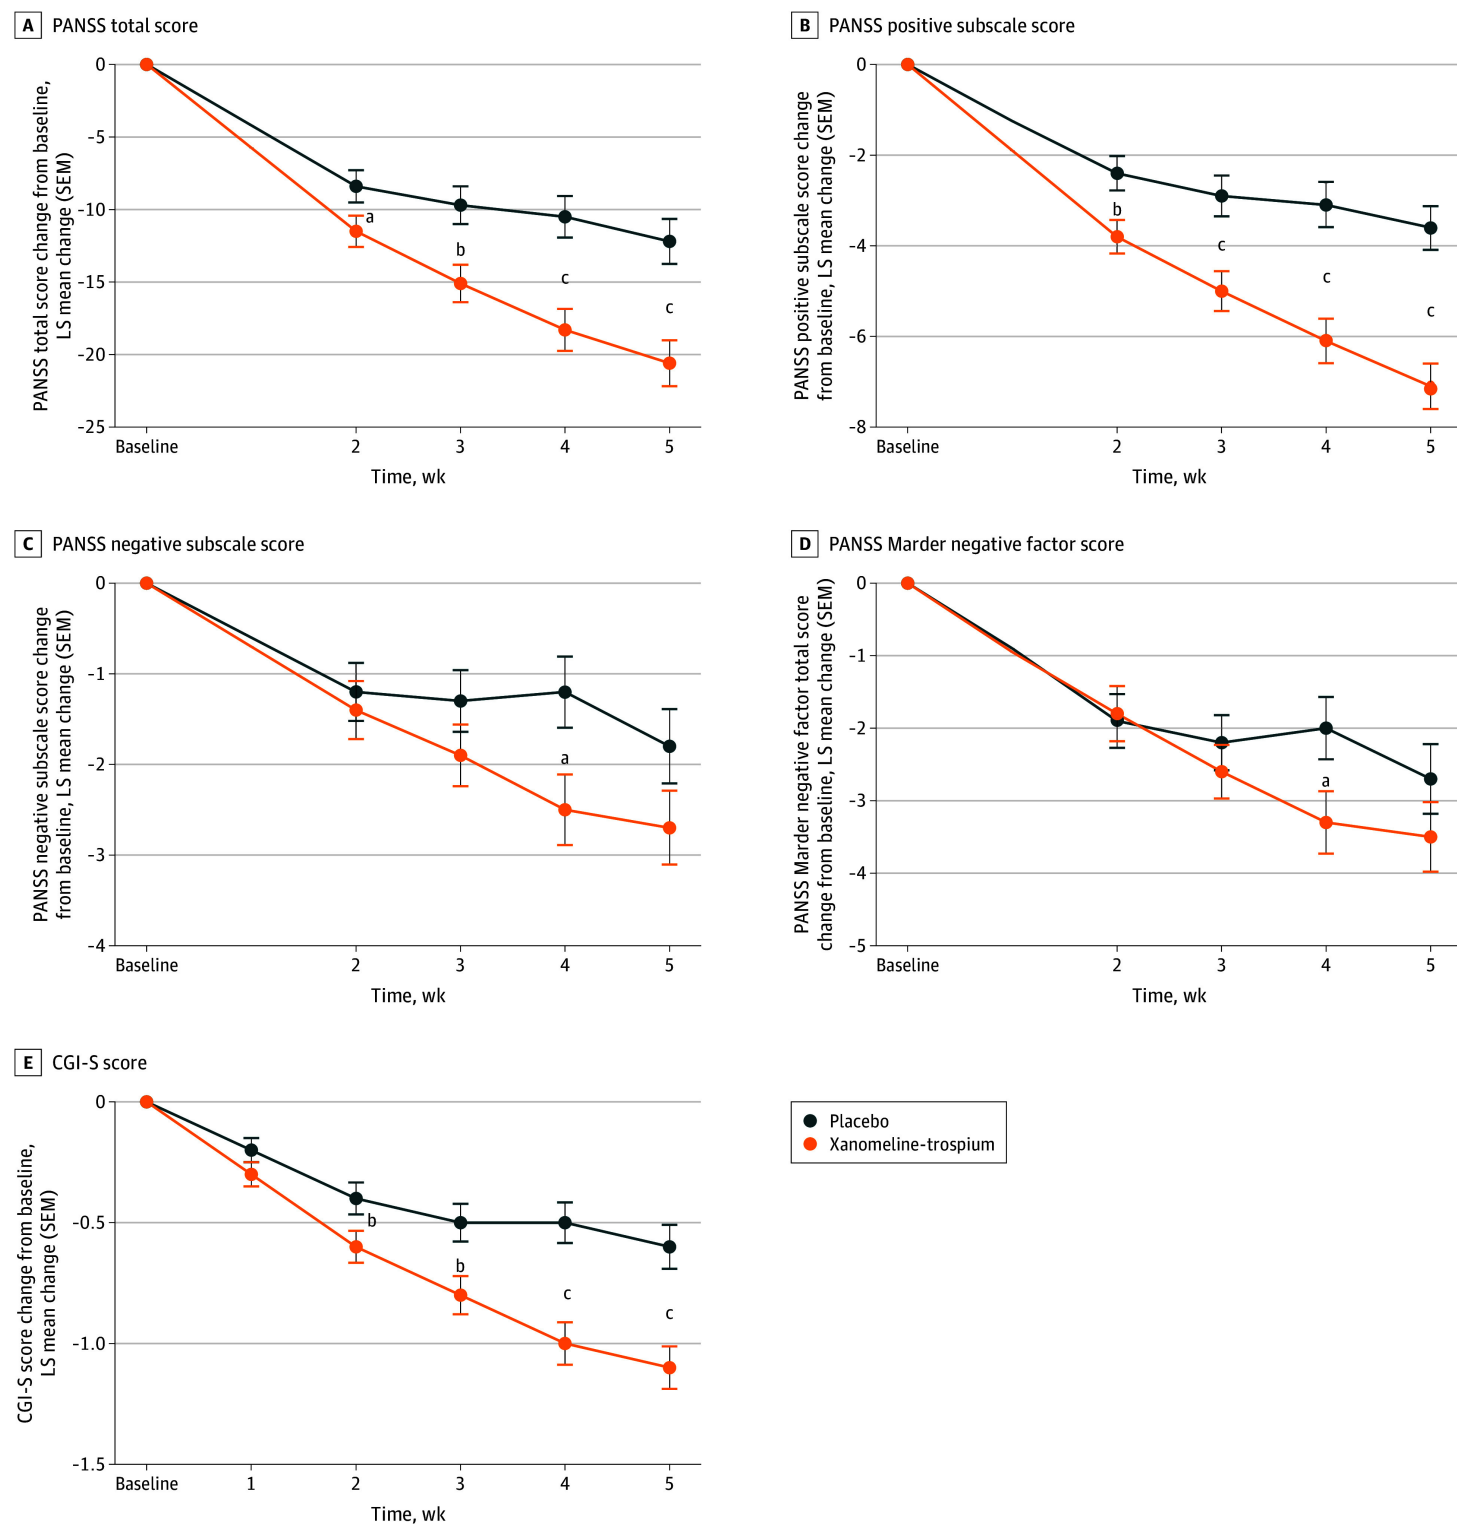 A PANSS total score
PANSS total score change from baseline,
LS mean change (SEM)
0
-5
-10
-15
-20
-25
a
b
c
c
Baseline 2 3 4 5
Time, wk
B PANSS positive subscale score
PANSS positive subscale score change
from baseline, LS mean change (SEM)
0
-2
-4
-6
-8
b
c
c
c
Baseline 2 3 4 5
Time, wk
C PANSS negative subscale score
PANSS negative subscale score change
from baseline, LS mean change (SEM)
0
-1
-2
-3
-4
a
Baseline 2 3 4 5
Time, wk
D PANSS Marder negative factor score
PANSS Marder negative factor total score
change from baseline, LS mean change (SEM)
0
-1
-2
-3
-4
-5
a
Baseline 2 3 4 5
Time, wk
E CGI-S score
CGI-S score change from baseline,
LS mean change (SEM)
0
-0.5
-1.0
-1.5
b
b
c
c
Baseline 1 2 3 4 5
Time, wk
Placebo
Xanomeline-trospium